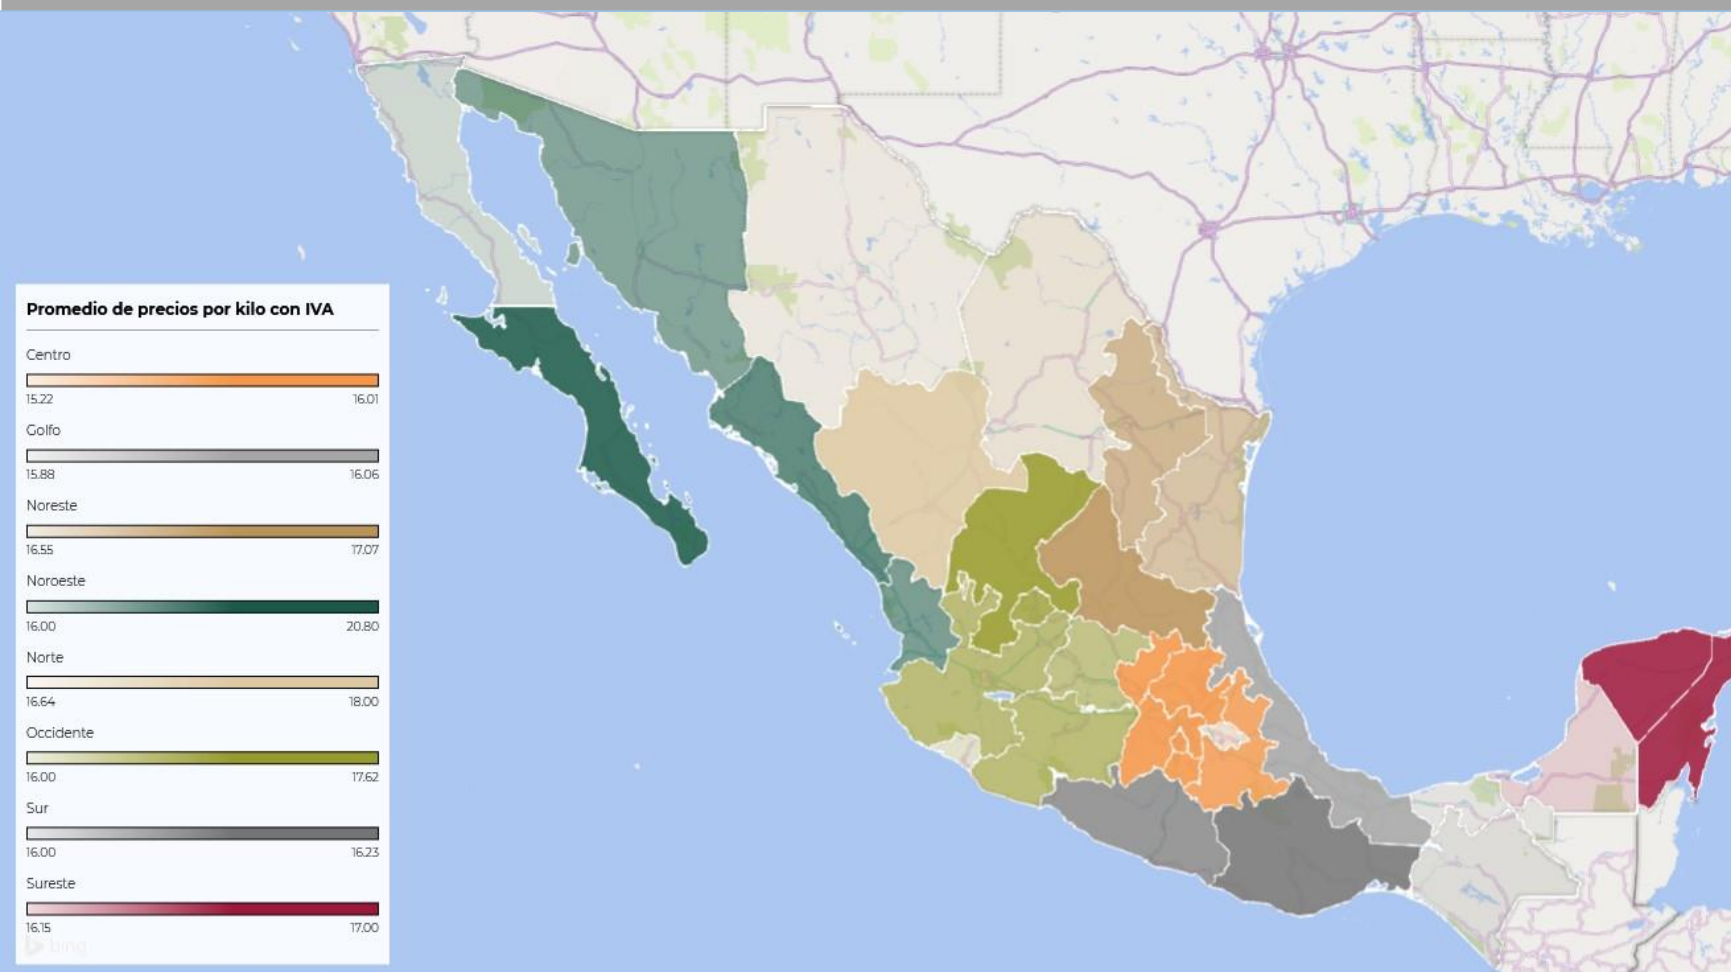 Promedio de precios por kilo con IVA
Centro
15.22 16.01
Golfo
15.88 16.06
Noreste
16.55 17.07
Noroeste
16.00 20.80
Norte
16.64 18.00
Occidente
16.00 17.62
Sur
16.00 16.23
Sureste
16.15 17.00
bing